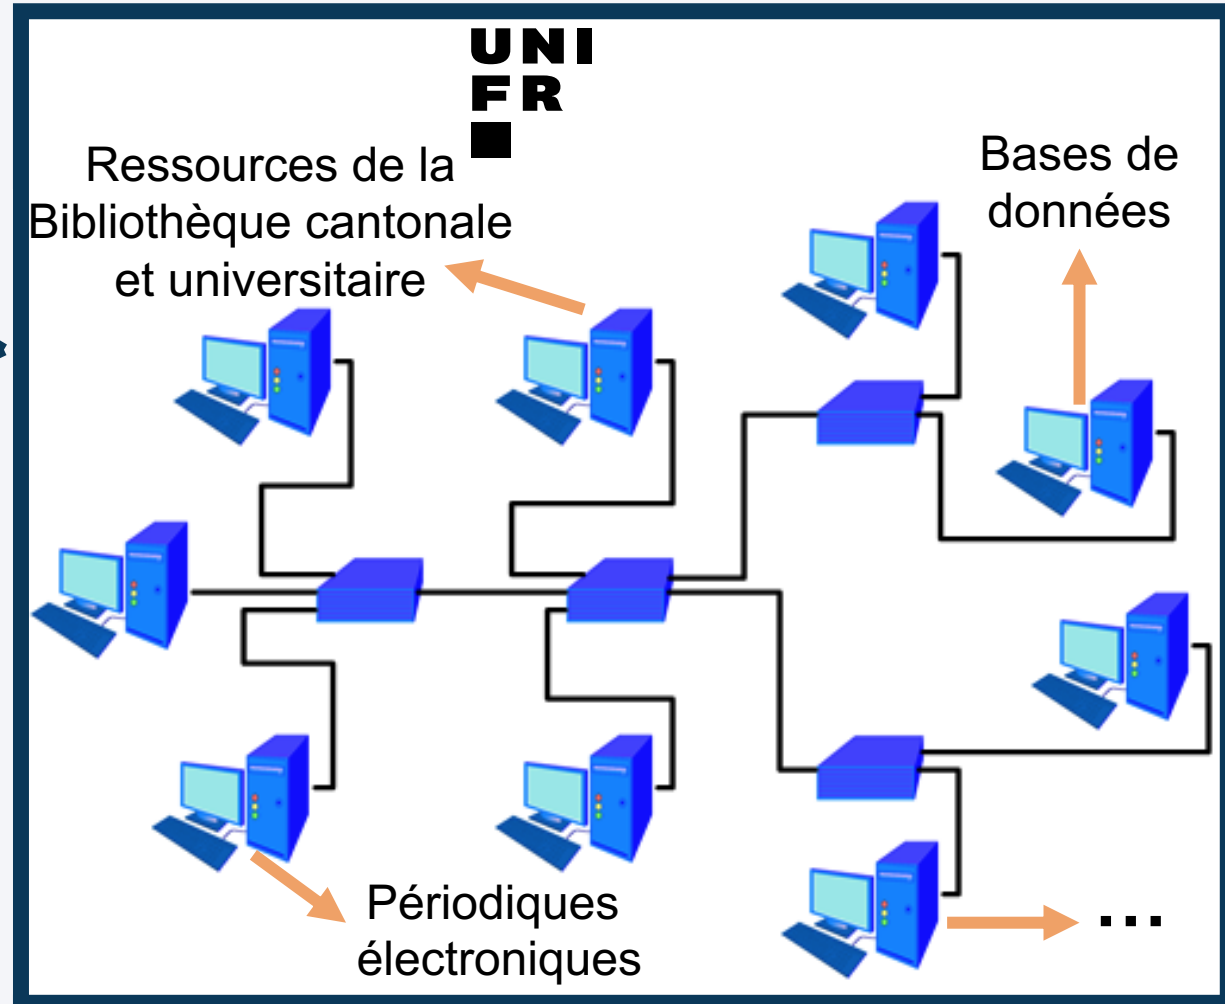 UNI
FR
Ressources de la
Bibliothèque cantonale
et universitaire
Bases de
données
Périodiques
électroniques
...